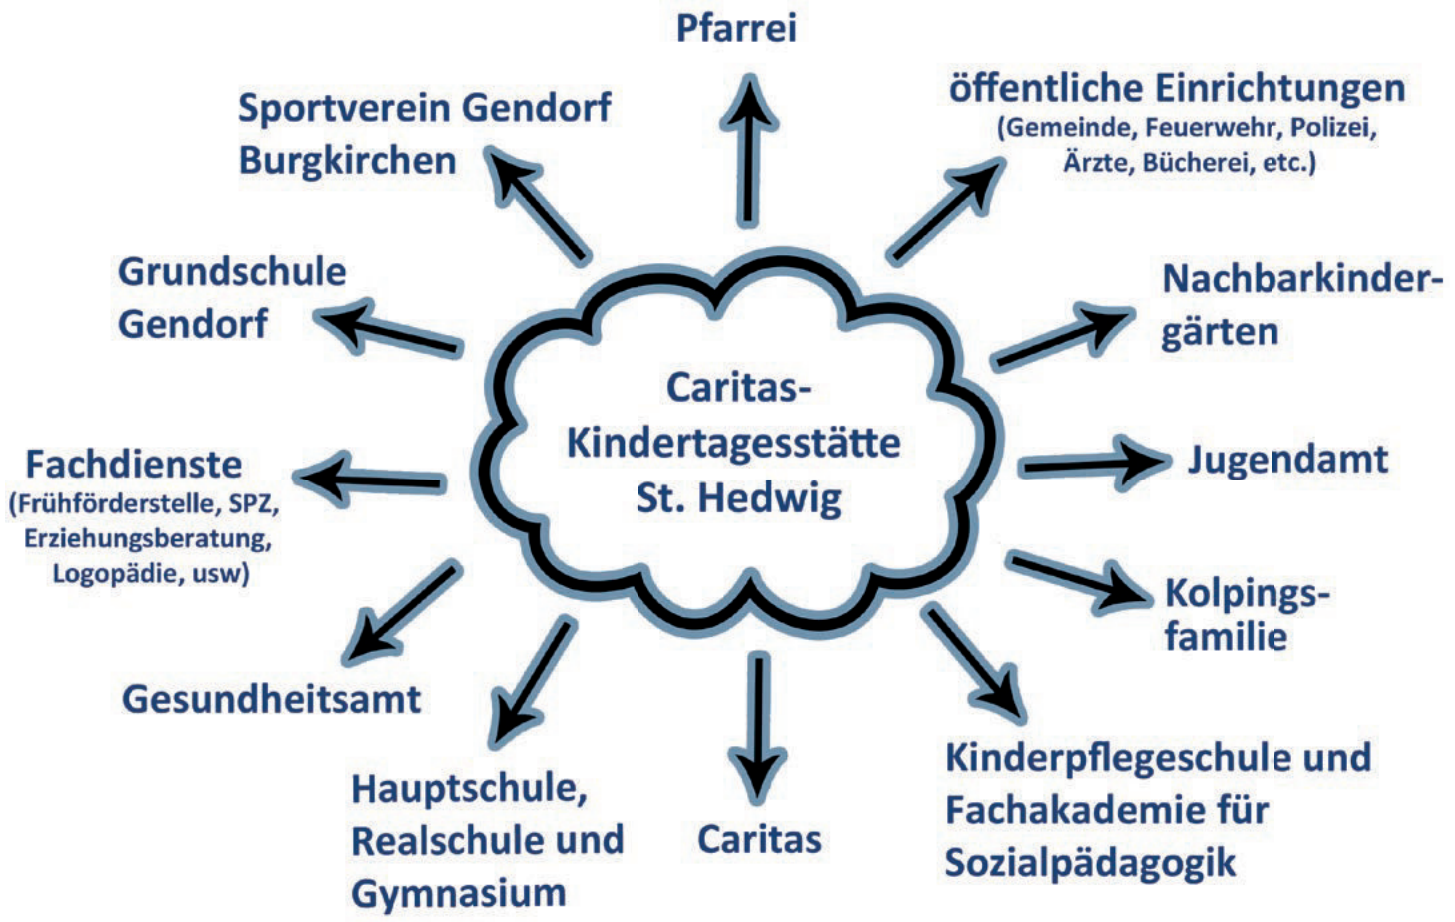 Pfarrei
öffentliche Einrichtungen
(Gemeinde, Feuerwehr, Polizei,
Ärzte, Bücherei, etc.)
Sportverein Gendorf
Burgkirchen
Grundschule
Gendorf
Nachbarkinder-
gärten
Caritas-
Kindertagesstätte
St. Hedwig
Fachdienste
(Frühförderstelle, SPZ,
Erziehungsberatung,
Logopädie, usw)
Jugendamt
Kolpings-
familie
Gesundheitsamt
Hauptschule,
Realschule und
Gymnasium
Caritas
Kinderpflegeschule und
Fachakademie für
Sozialpädagogik